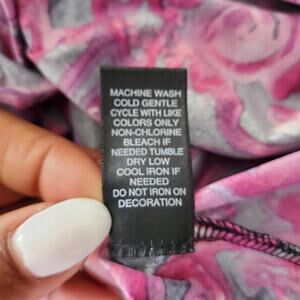 MACHINE WASH
COLD GENTLE
CYCLE WITH LIKE
COLORS ONLY
NON-CHLORINE
BLEACH IF
NEEDED TUMBLE
DRY LOW
COOL IRON IF
NEEDED
DO NOT IRON ON
DECORATION